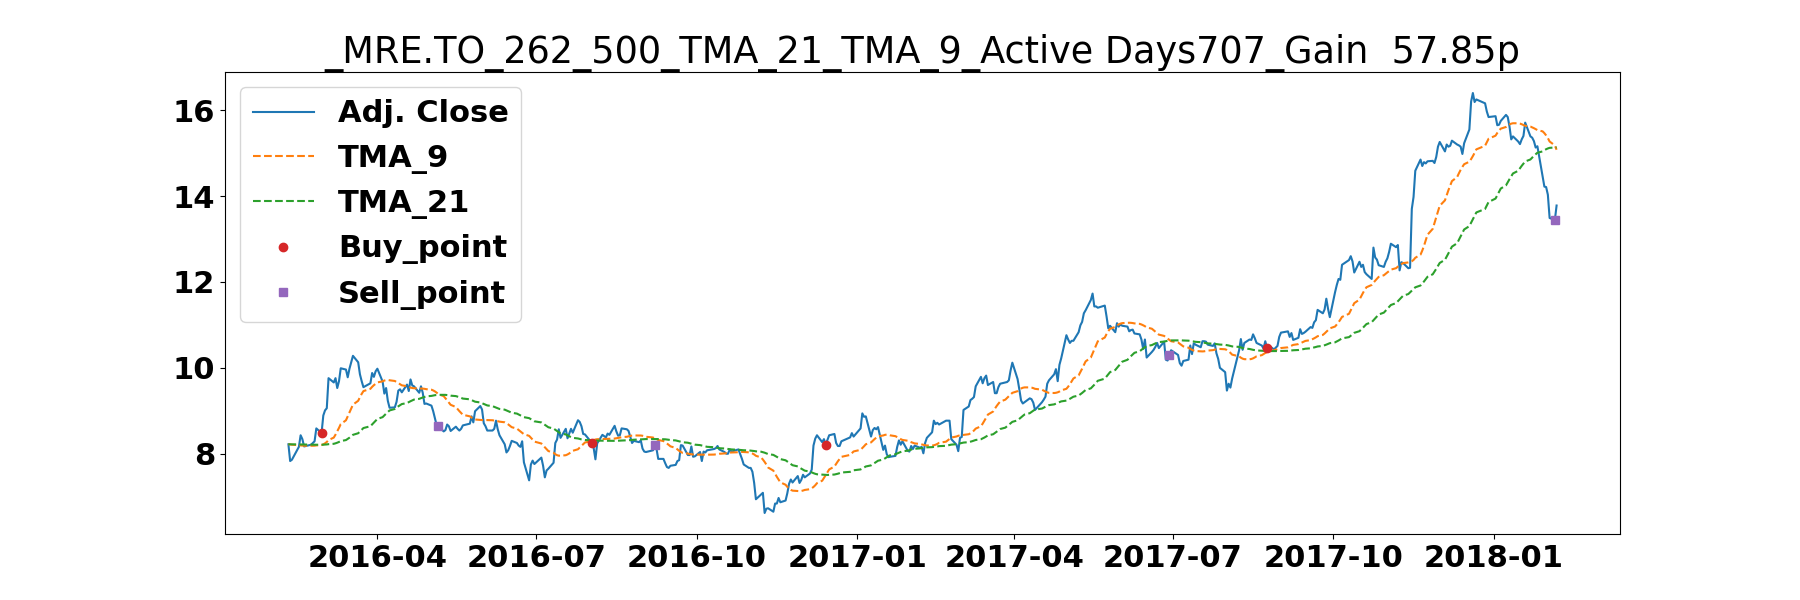 _MRE.TO_262_500_TMA_21_TMA_9_Active Days707_Gain  57.85p
16
14
12
10
8
Adj. Close
TMA_9
TMA_21
Buy_point
Sell_point
2016-04 2016-07 2016-10 2017-01 2017-04 2017-07 2017-10 2018-01